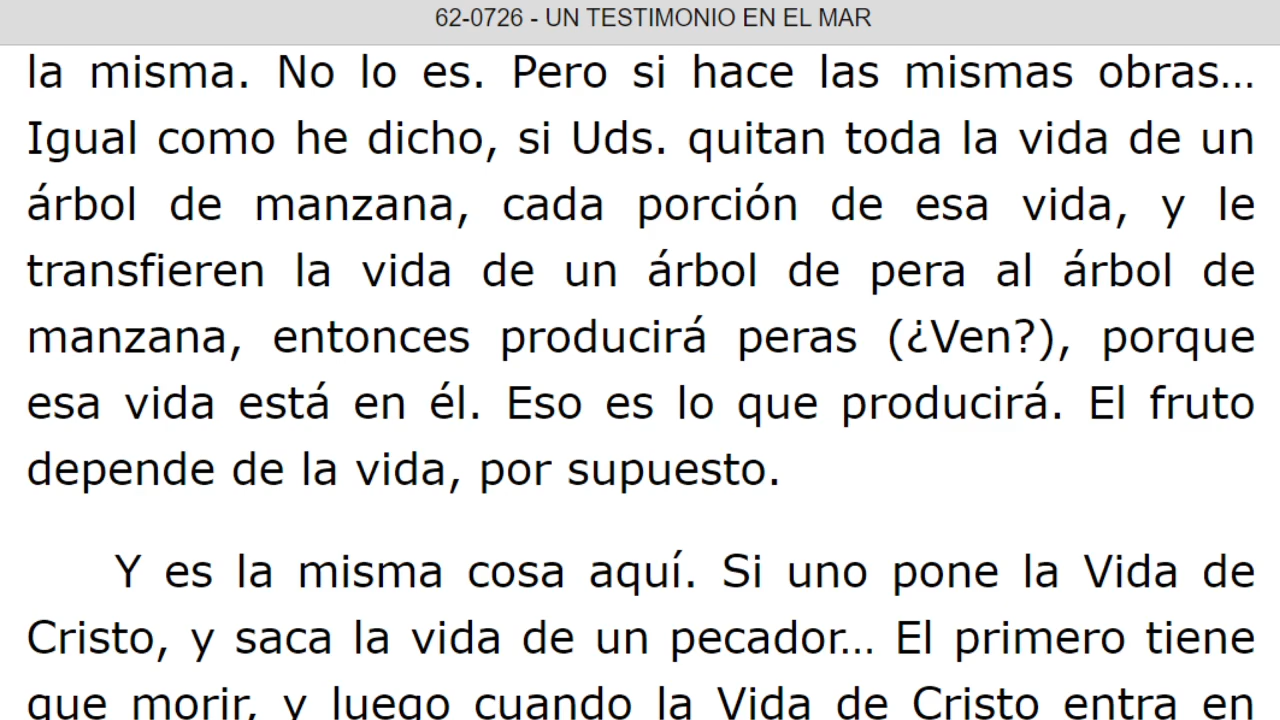 62-0726 - UN TESTIMONIO EN EL MAR
la misma. No lo es. Pero si hace las mismas obras…
Igual como he dicho, si Uds. quitan toda la vida de un
árbol de manzana, cada porción de esa vida, y le
transfieren la vida de un árbol de pera al árbol de
manzana, entonces producirá peras (¿Ven?), porque
esa vida está en él. Eso es lo que producirá. El fruto
depende de la vida, por supuesto.
Y es la misma cosa aquí. Si uno pone la Vida de
Cristo, y saca la vida de un pecador… El primero tiene
que morir, y luego cuando la Vida de Cristo entra en